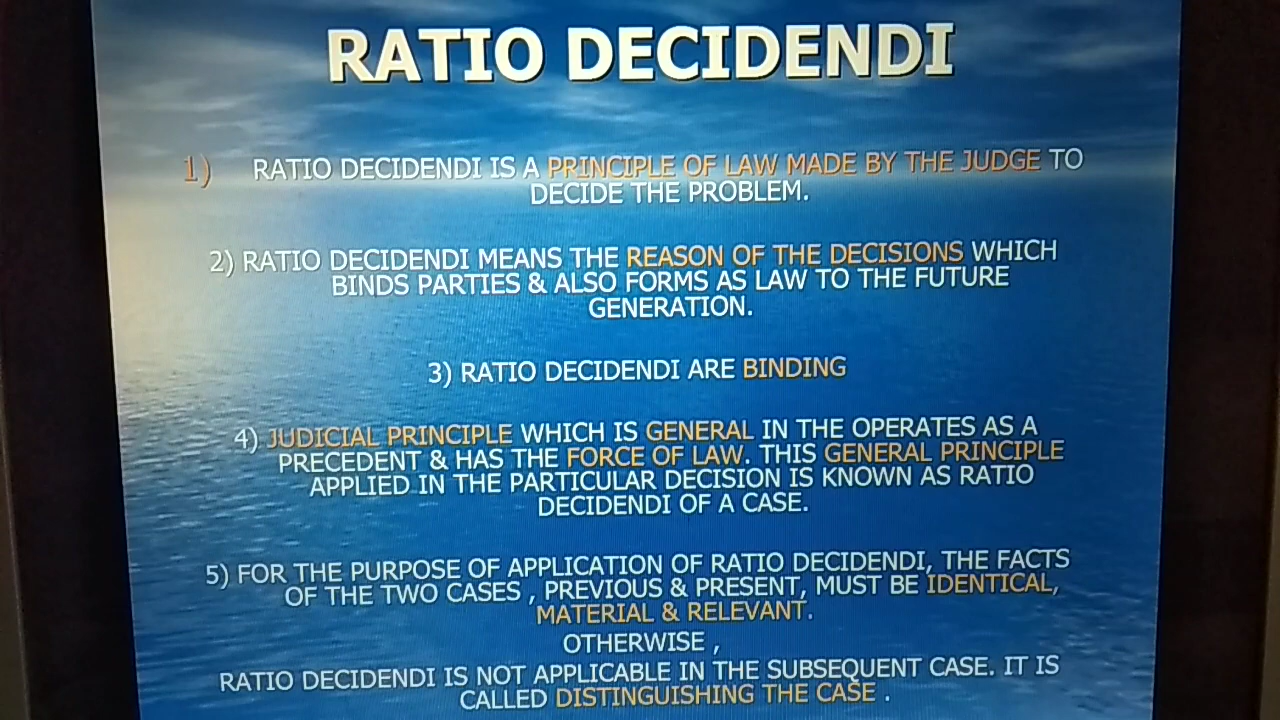 RATIO DECIDENDI
1) RATIO DECIDENDI IS A PRINCIPLE OF LAW MADE BY THE JUDGE TO
DECIDE THE PROBLEM.
2) RATIO DECIDENDI MEANS THE REASON OF THE DECISIONS WHICH
BINDS PARTIES & ALSO FORMS AS LAW TO THE FUTURE
GENERATION.
3) RATIO DECIDENDI ARE BINDING
4) JUDICIAL PRINCIPLE WHICH IS GENERAL IN THE OPERATES AS A
PRECEDENT & HAS THE FORCE OF LAW. THIS GENERAL PRINCIPLE
APPLIED IN THE PARTICULAR DECISION IS KNOWN AS RATIO
DECIDENDI OF A CASE.
5) FOR THE PURPOSE OF APPLICATION OF RATIO DECIDENDI, THE FACTS
OF THE TWO CASES , PREVIOUS & PRESENT, MUST BE IDENTICAL,
MATERIAL & RELEVANT.
OTHERWISE ,
RATIO DECIDENDI IS NOT APPLICABLE IN THE SUBSEQUENT CASE. IT IS
CALLED DISTINGUISHING THE CASE .